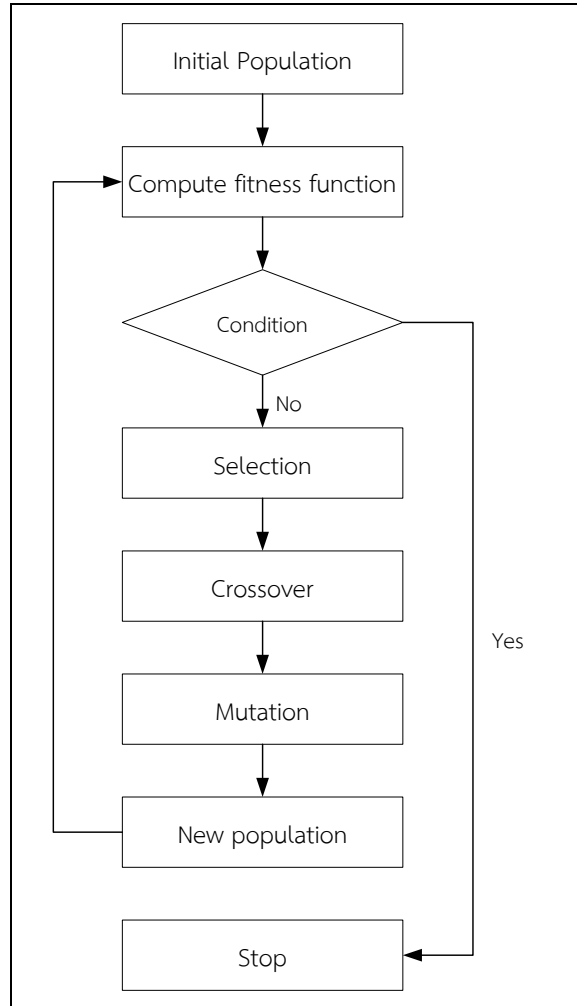 Initial Population
Compute fitness function
Condition
No
Selection
Crossover
Yes
Mutation
New population
Stop